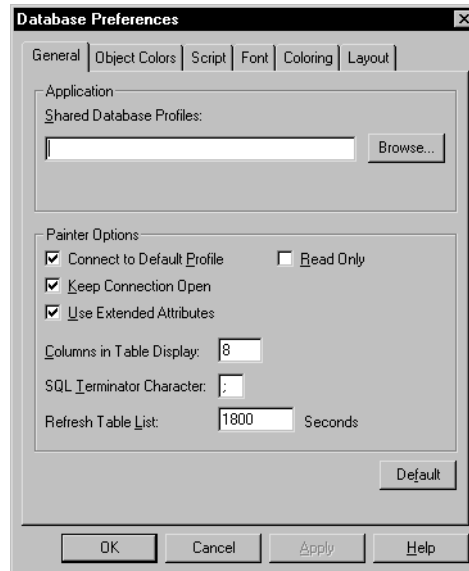 Database Preferences
General Object Colors Script Font Coloring Layout
Application
Shared Database Profiles:
Browse...
Painter Options
Connect to Default Profile Read Only
Keep Connection Open
Use Extended Attributes
Columns in Table Display: 8
SQL Terminator Character: ;
Refresh Table List: 1800 Seconds
Default
OK Cancel Apply Help